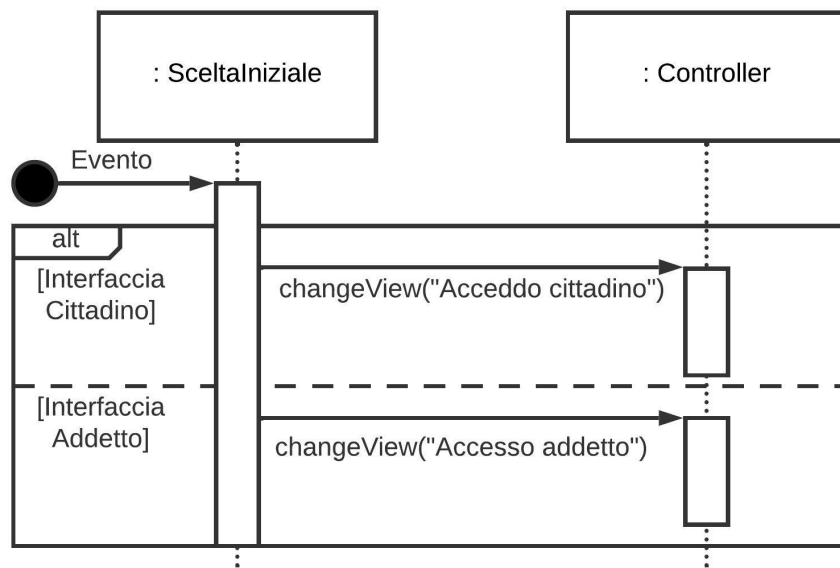 : SceltaIniziale
: Controller
Evento
alt
[Interfaccia
Cittadino]
changeView("Acceddo cittadino")
[Interfaccia
Addetto]
changeView("Accesso addetto")